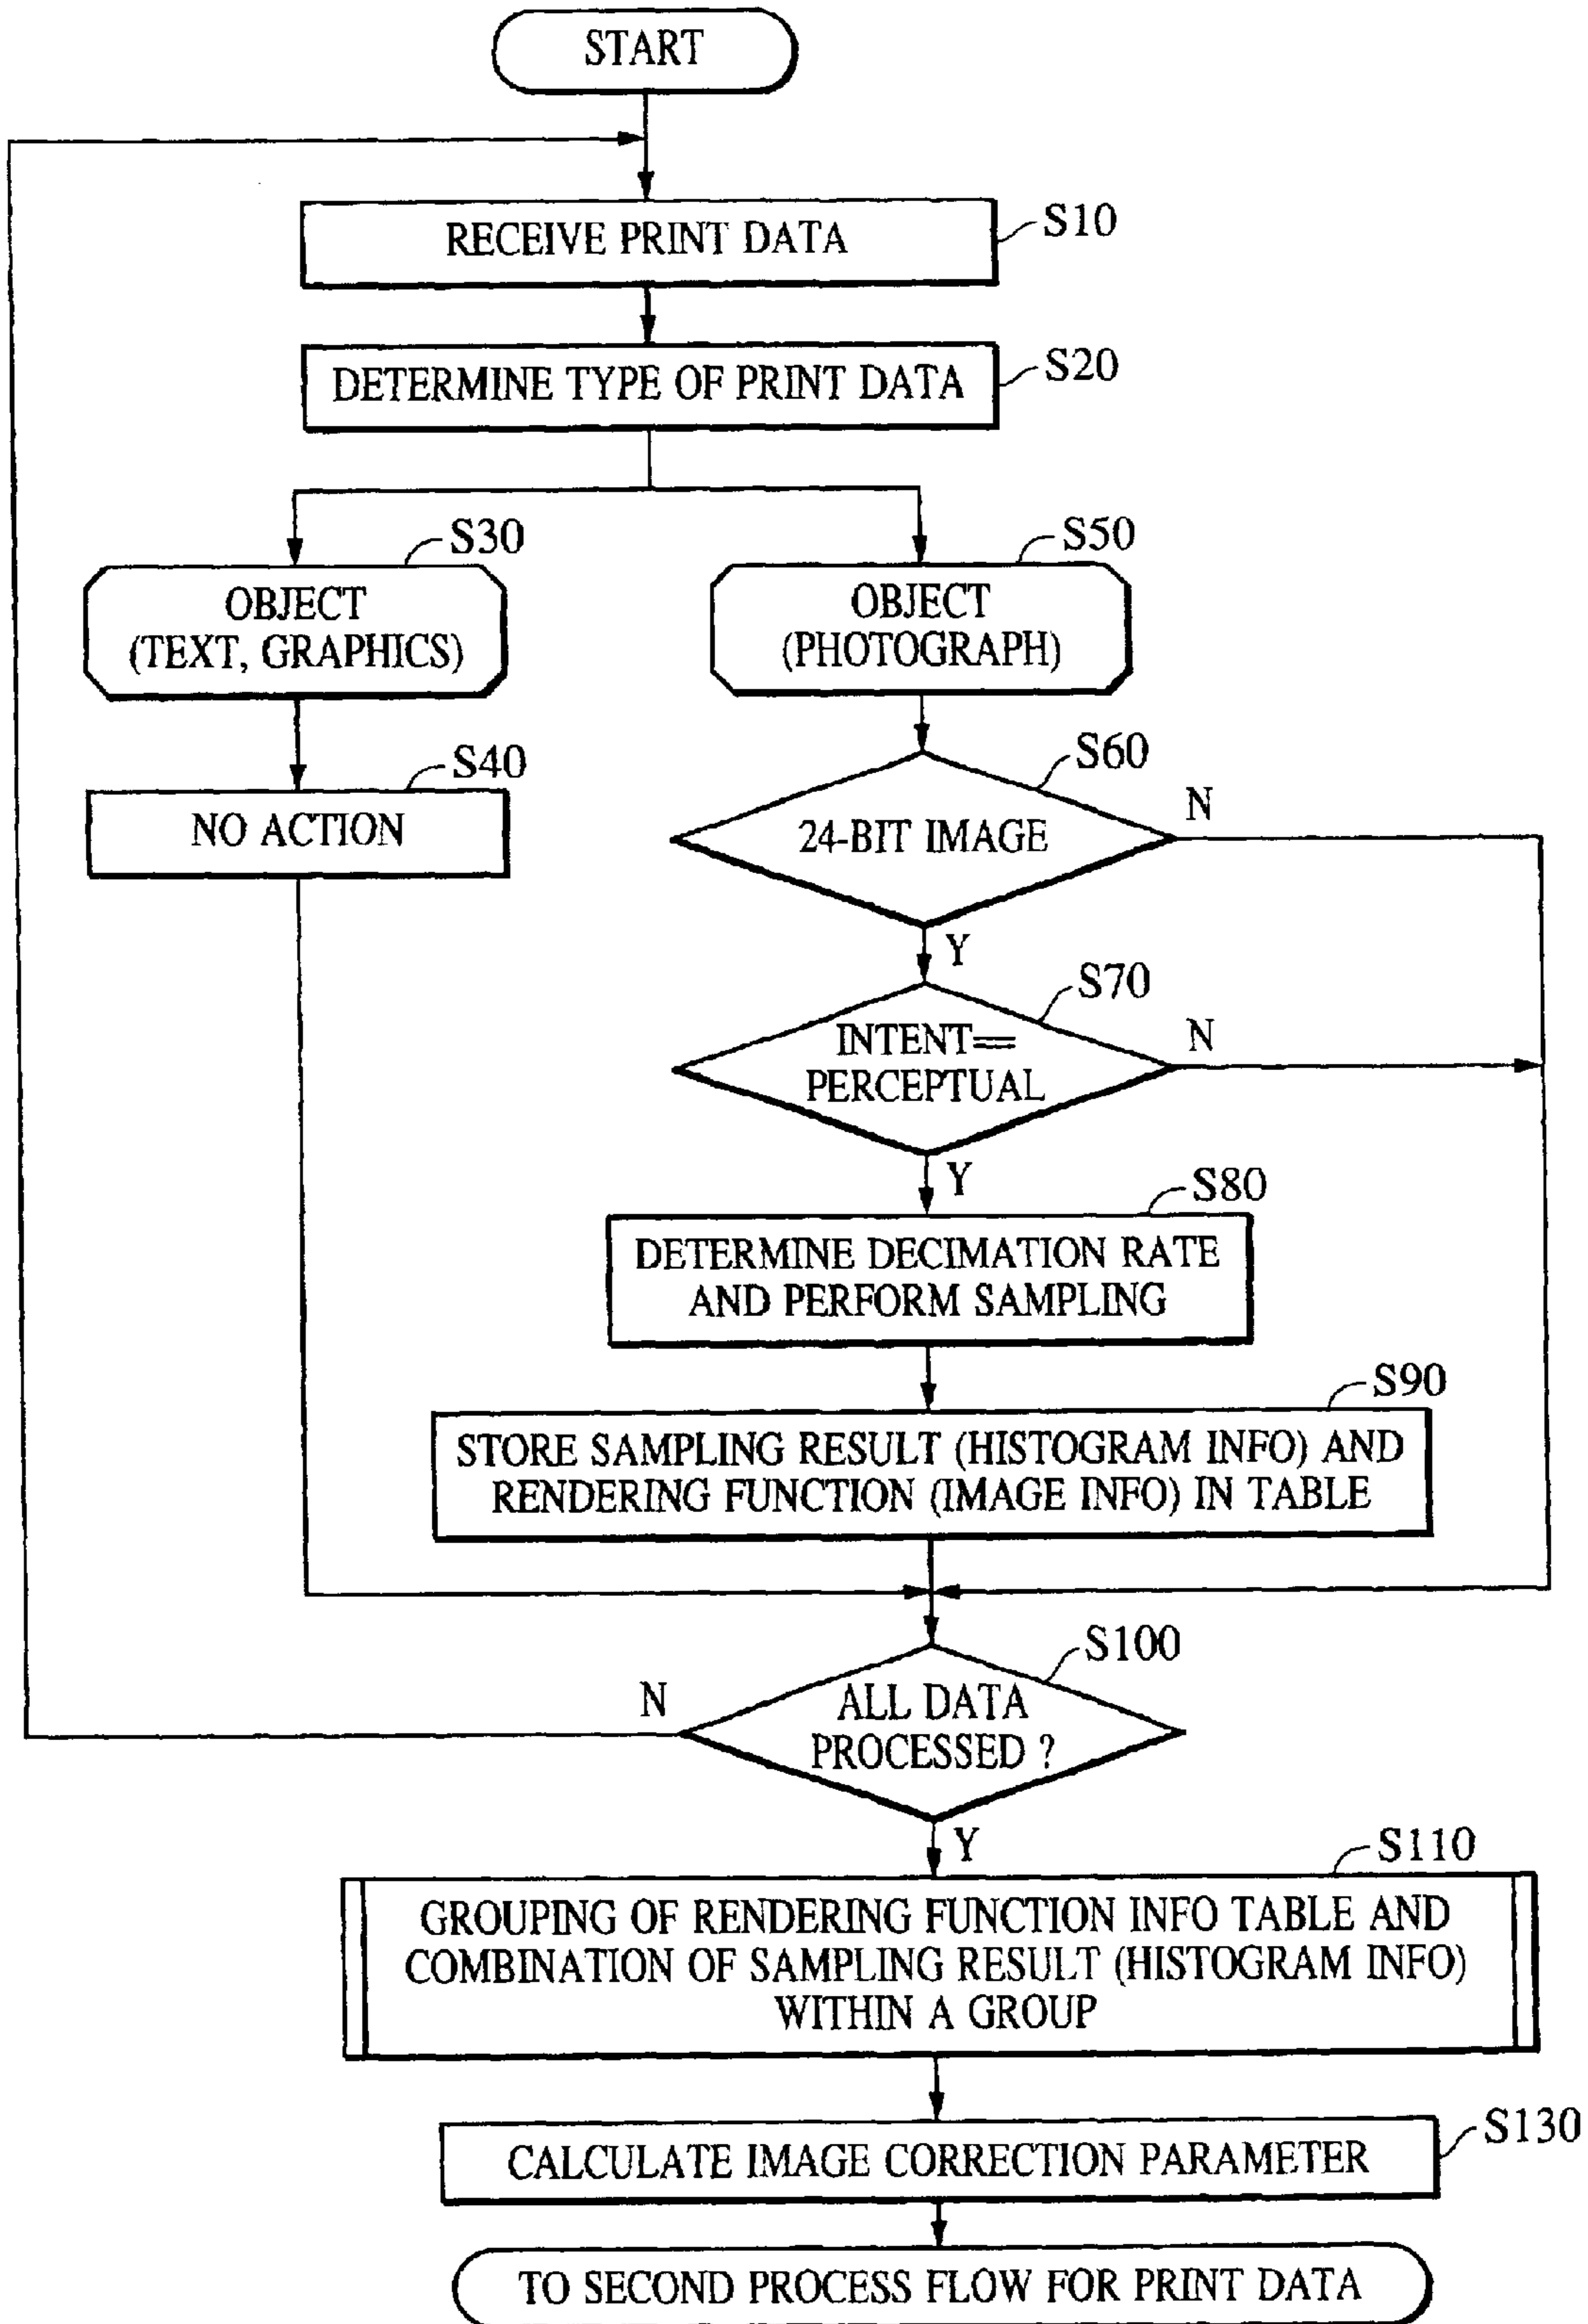 START
RECEIVE PRINT DATA
S10
DETERMINE TYPE OF PRINT DATA
S20
S30
OBJECT
(TEXT, GRAPHICS)
S50
OBJECT
(PHOTOGRAPH)
S40
NO ACTION
S60
24-BIT IMAGE
N
Y
S70
INTENT==
PERCEPTUAL
N
Y
S80
DETERMINE DECIMATION RATE
AND PERFORM SAMPLING
S90
STORE SAMPLING RESULT (HISTOGRAM INFO) AND
RENDERING FUNCTION (IMAGE INFO) IN TABLE
S100
ALL DATA
PROCESSED ?
N
Y
S110
GROUPING OF RENDERING FUNCTION INFO TABLE AND
COMBINATION OF SAMPLING RESULT (HISTOGRAM INFO)
WITHIN A GROUP
CALCULATE IMAGE CORRECTION PARAMETER
S130
TO SECOND PROCESS FLOW FOR PRINT DATA